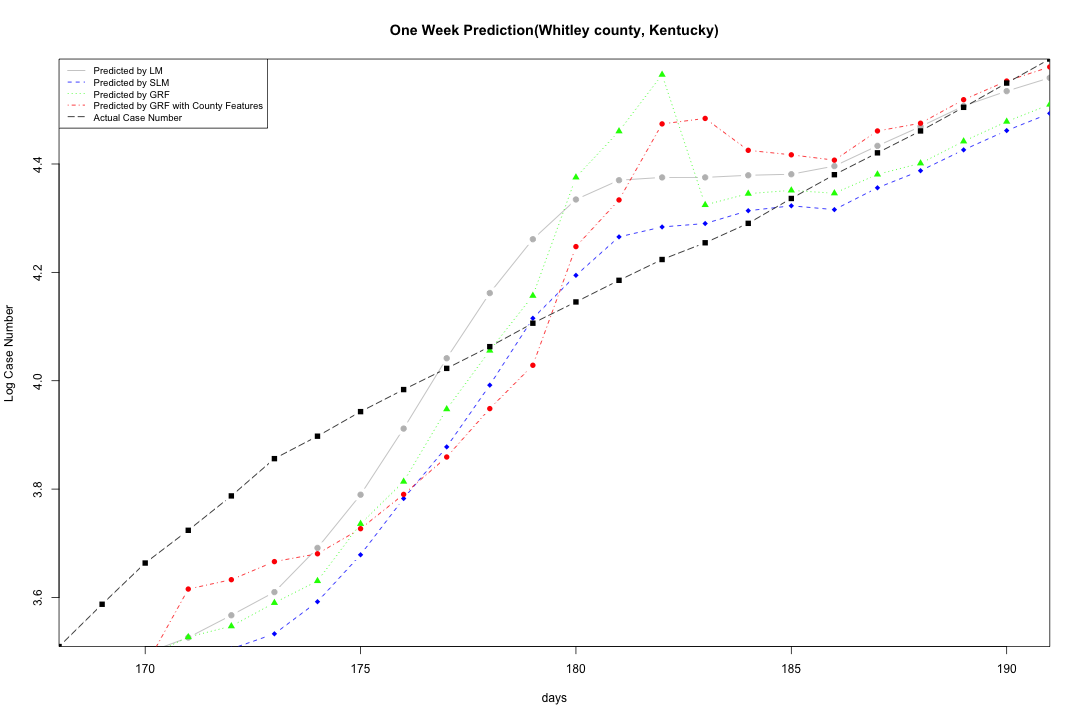 One Week Prediction(Whitley county, Kentucky)
Predicted by LM
Predicted by SLM
Predicted by GRF
Predicted by GRF with County Features
Actual Case Number
Log Case Number
4.4
4.2
4.0
3.8
3.6
170 175 180 185 190
days